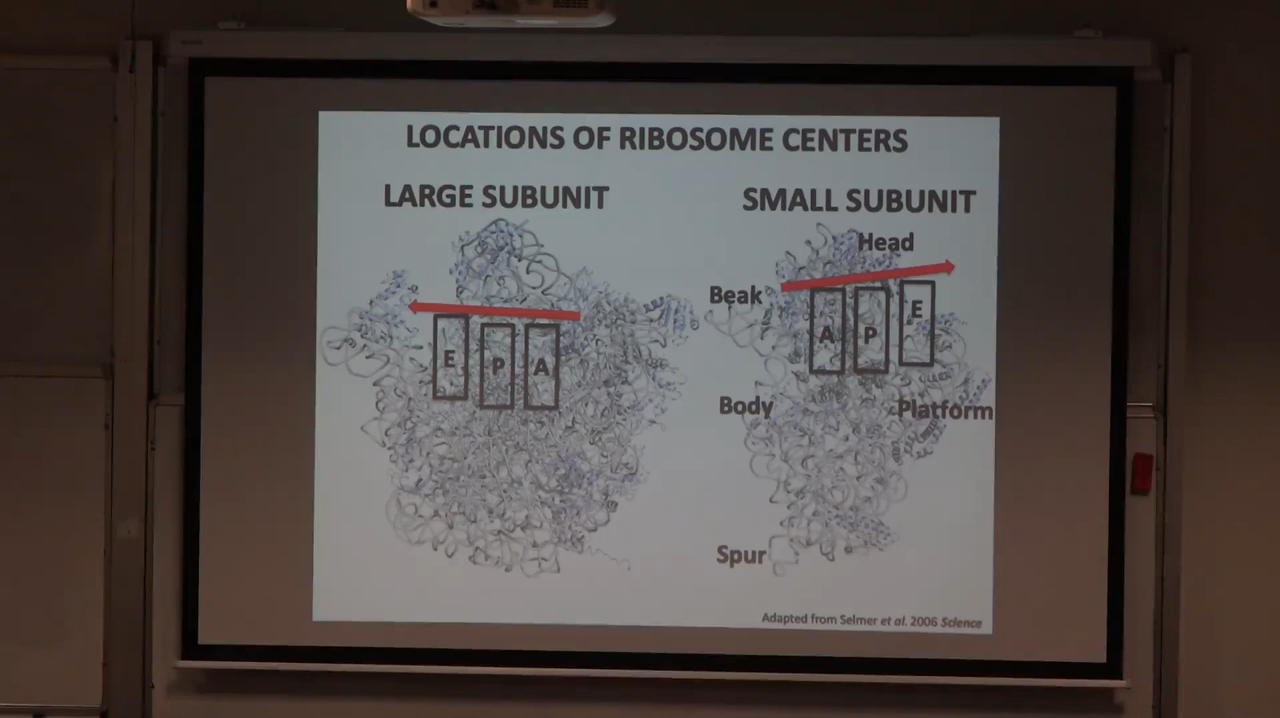 LOCATIONS OF RIBOSOME CENTERS
LARGE SUBUNIT
E P A
SMALL SUBUNIT
Head
Beak
A P E
Body
Platform
Spur
Adapted from Selmer et al. 2006 Science